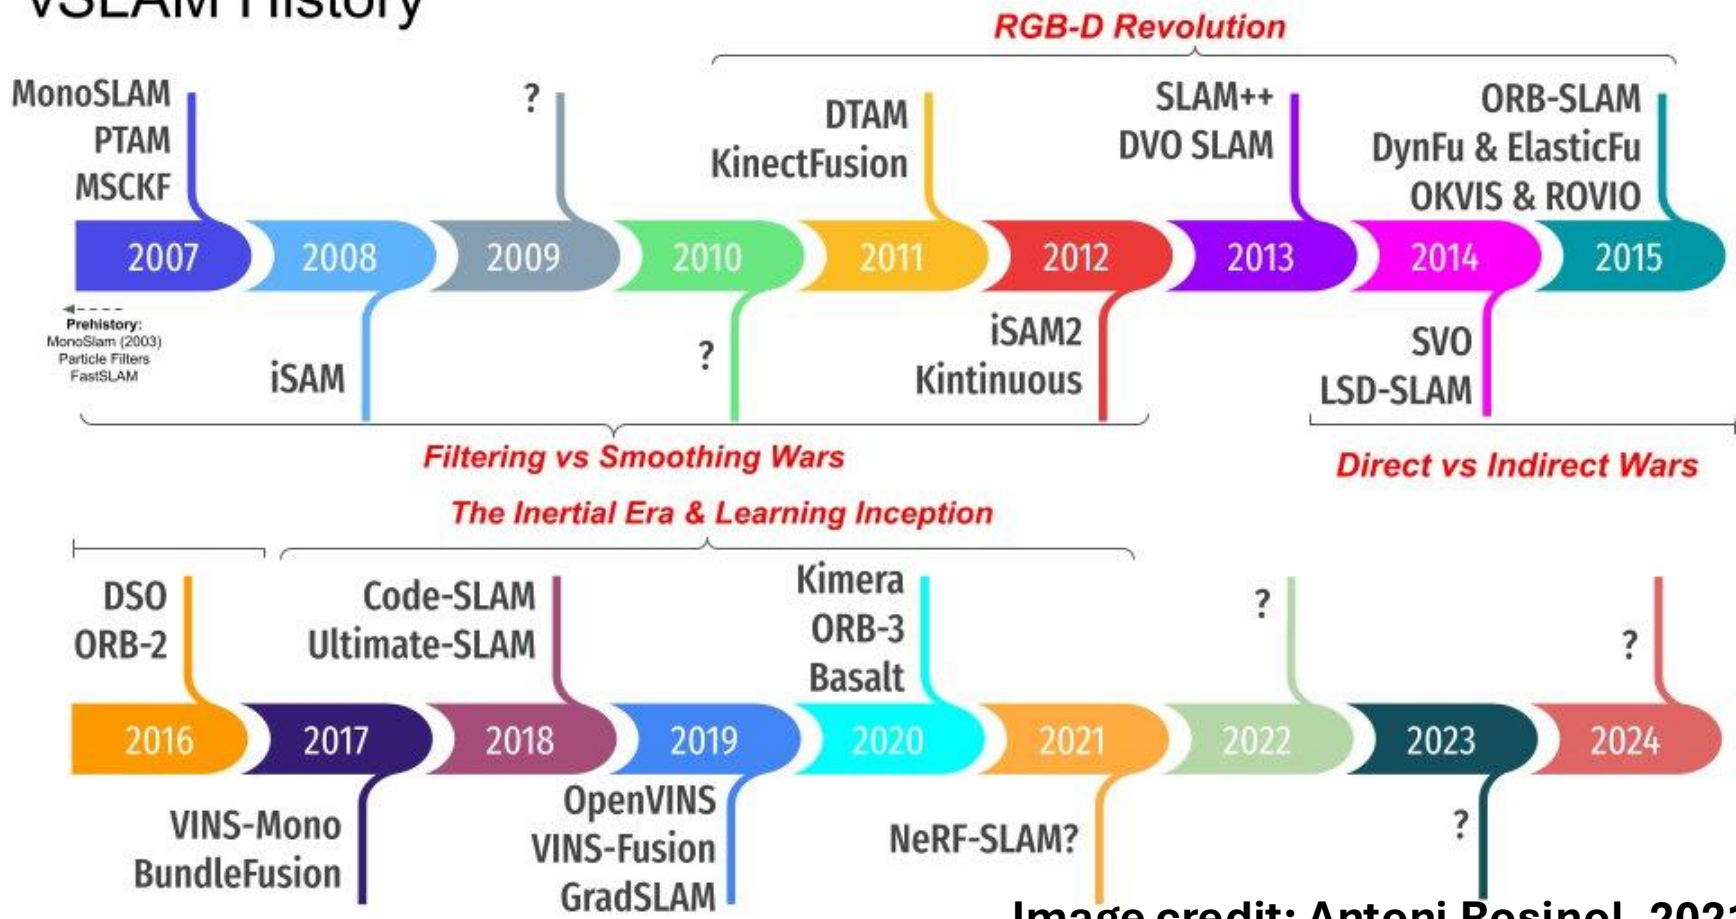 vSLAM History
RGB-D Revolution
MonoSLAM
PTAM
MSCKF
?
DTAM
KinectFusion
SLAM++
DVO SLAM
ORB-SLAM
DynFu & ElasticFu
OKVIS & ROVIO
2007
2008
2009
2010
2011
2012
2013
2014
2015
Prehistory:
MonoSlam (2003)
Particle Filters
FastSLAM
iSAM
?
iSAM2
Kintinuous
SVO
LSD-SLAM
Filtering vs Smoothing Wars
Direct vs Indirect Wars
The Inertial Era & Learning Inception
DSO
ORB-2
Code-SLAM
Ultimate-SLAM
Kimera
ORB-3
Basalt
?
?
2016
2017
2018
2019
2020
2021
2022
2023
2024
VINS-Mono
BundleFusion
OpenVINS
VINS-Fusion
GradSLAM
NeRF-SLAM?
?
Image credit: Antoni Rosinol,